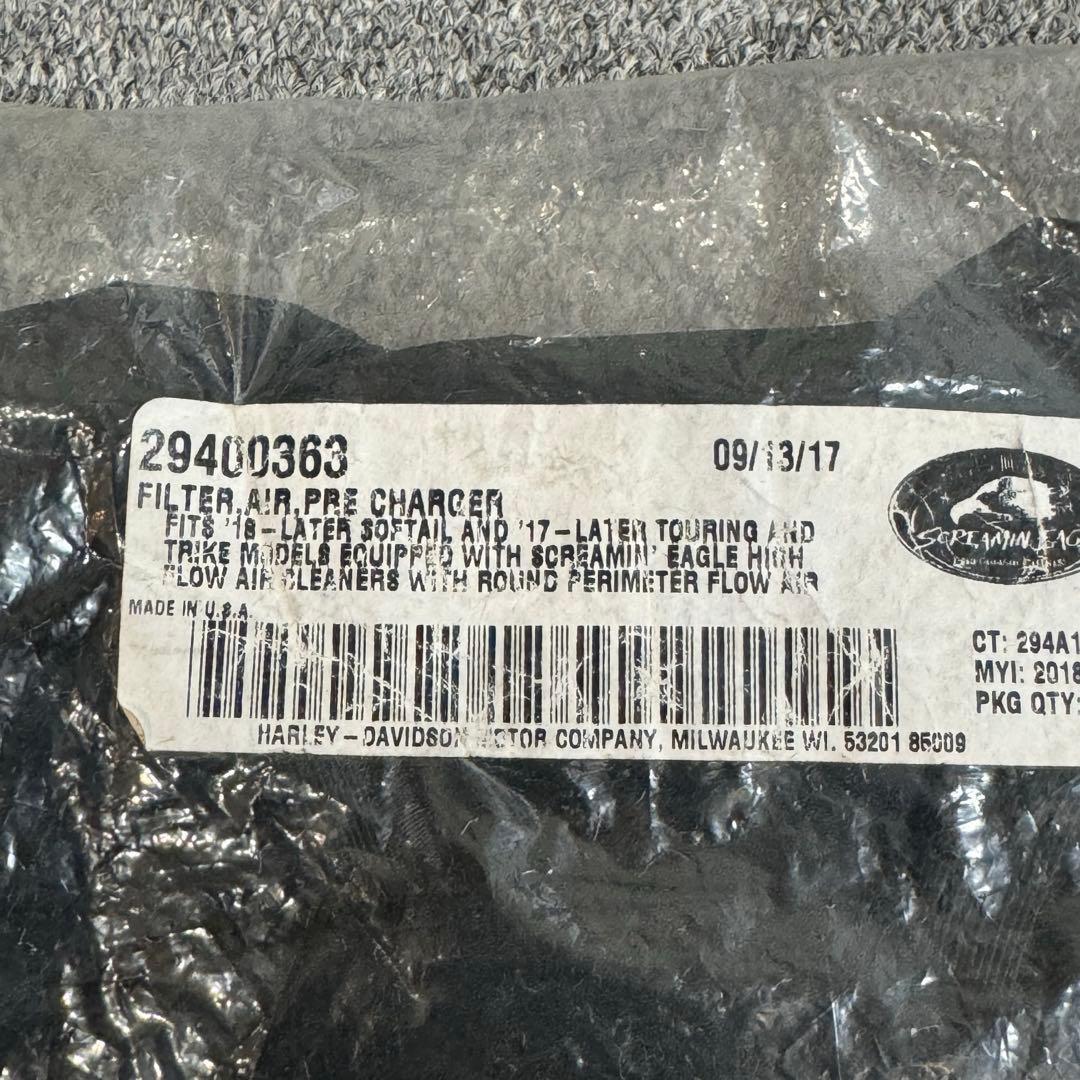 29400363
09/13/17
FILTER,AIR,PRE CHARGER
FITS '18-LATER SOFTAIL AND '17-LATER TOURING AND
TRIKE MODELS EQUIPPED WITH SCREAMIN' EAGLE HIGH
FLOW AIR CLEANERS WITH ROUND PERIMETER FLOW AIR
MADE IN U.S.A.
SCREAMIN EAG
CT: 294A1
MYI: 2018
PKG QTY:
HARLEY-DAVIDSON MOTOR COMPANY, MILWAUKEE WI. 53201 85009